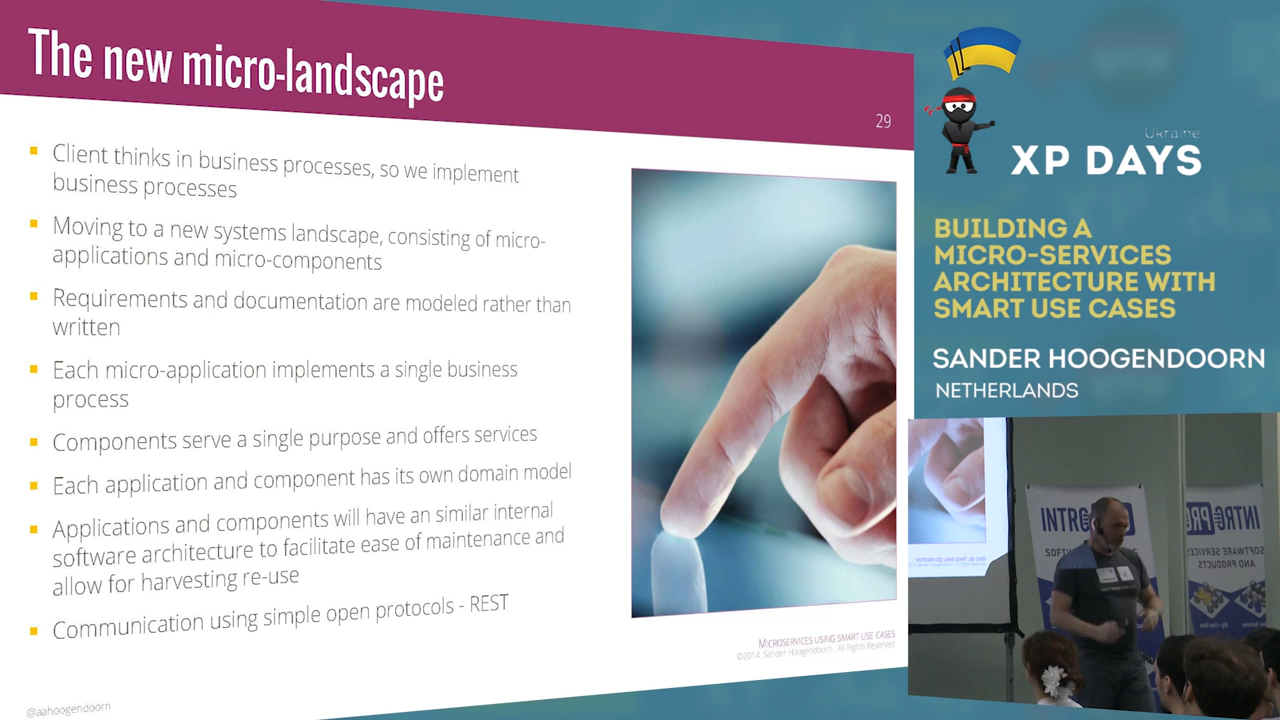 The new micro-landscape
29
Client thinks in business processes, so we implement
business processes
Moving to a new systems landscape, consisting of micro-
applications and micro-components
Requirements and documentation are modeled rather than
written
Each micro-application implements a single business
process
Components serve a single purpose and offers services
Each application and component has its own domain model
Applications and components will have an similar internal
software architecture to facilitate ease of maintenance and
allow for harvesting re-use
Communication using simple open protocols - REST
MICROSERVICES USING SMART USE CASES
©2014 Sander Hoogendoorn. All Rights Reserved
@aahoogendoorn
Ukraine
XP DAYS
BUILDING A
MICRO-SERVICES
ARCHITECTURE WITH
SMART USE CASES
SANDER HOOGENDOORN
NETHERLANDS
INTRPRO
SOFTWARE SERVICES
AND PRODUCTS